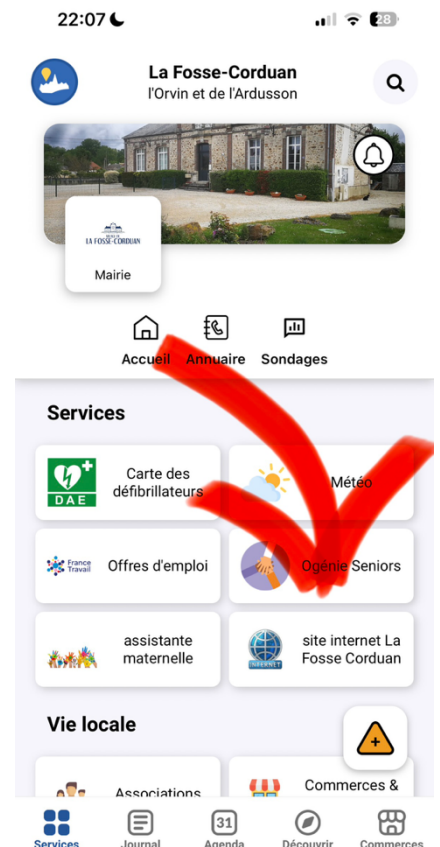 22:07
28
La Fosse-Corduan
l'Orvin et de l'Ardusson
LA FOSSE-CORDUAN
Mairie
Accueil Annuaire Sondages
Services
DAE
Carte des
défibrillateurs
Météo
France
Travail
Offres d'emploi
Ogénie Seniors
assistante
maternelle
INTERNET
site internet La
Fosse Corduan
Vie locale
Associations
Commerces &
31
Services Journal Agenda Découvrir Commerces